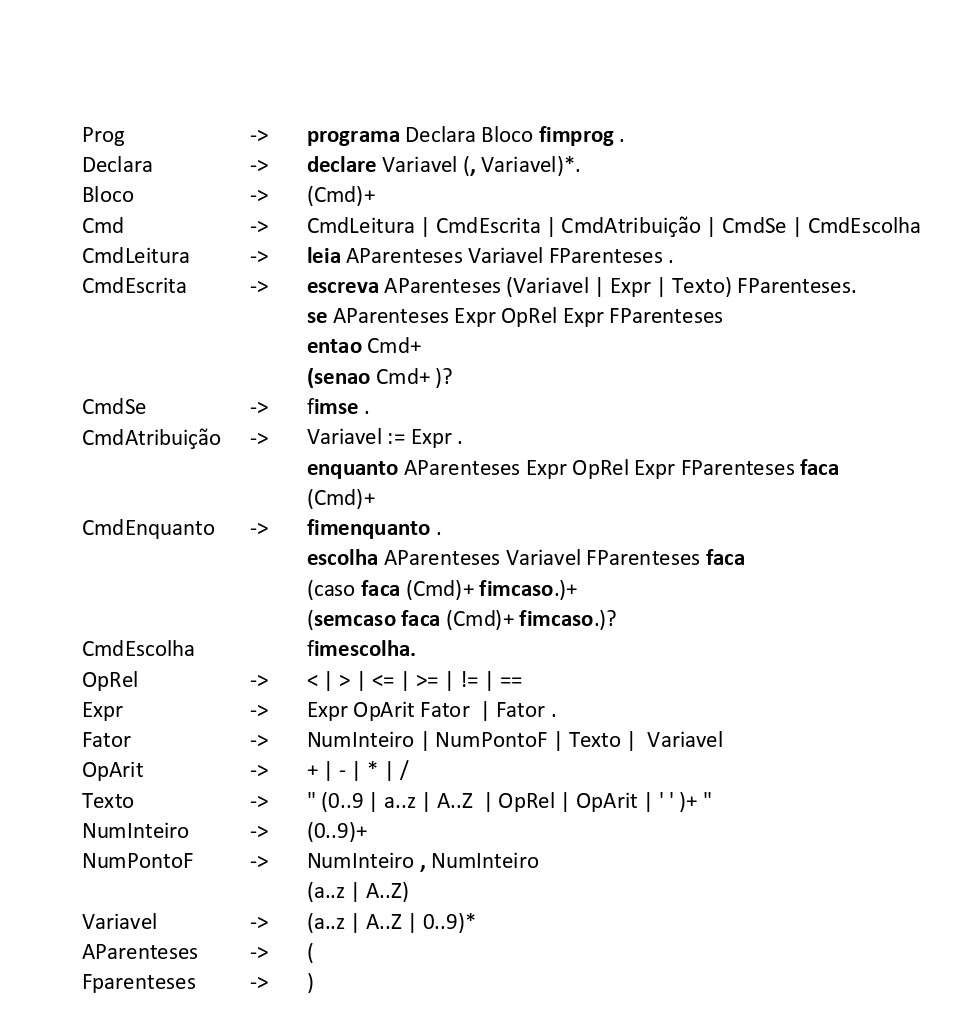 Prog -> programa Declara Bloco fimprog .
Declara -> declare Variavel (, Variavel)*.
Bloco -> (Cmd)+
Cmd -> CmdLeitura | CmdEscrita | CmdAtribuição | CmdSe | CmdEscolha
CmdLeitura -> leia AParenteses Variavel FParenteses .
CmdEscrita -> escreva AParenteses (Variavel | Expr | Texto) FParenteses.
se AParenteses Expr OpRel Expr FParenteses
entao Cmd+
(senao Cmd+ )?
CmdSe -> fimse .
CmdAtribuição -> Variavel := Expr .
enquanto AParenteses Expr OpRel Expr FParenteses faca
(Cmd)+
CmdEnquanto -> fimenquanto .
escolha AParenteses Variavel FParenteses faca
(caso faca (Cmd)+ fimcaso.)+
(semcaso faca (Cmd)+ fimcaso.)?
CmdEscolha fimescolha.
OpRel -> < | > | <= | >= | != | ==
Expr -> Expr OpArit Fator | Fator .
Fator -> NumInteiro | NumPontoF | Texto | Variavel
OpArit -> + | - | * | /
Texto -> " (0..9 | a..z | A..Z | OpRel | OpArit | ' ' )+ "
NumInteiro -> (0..9)+
NumPontoF -> NumInteiro , NumInteiro
(a..z | A..Z)
Variavel -> (a..z | A..Z | 0..9)*
AParenteses -> (
Fparenteses -> )